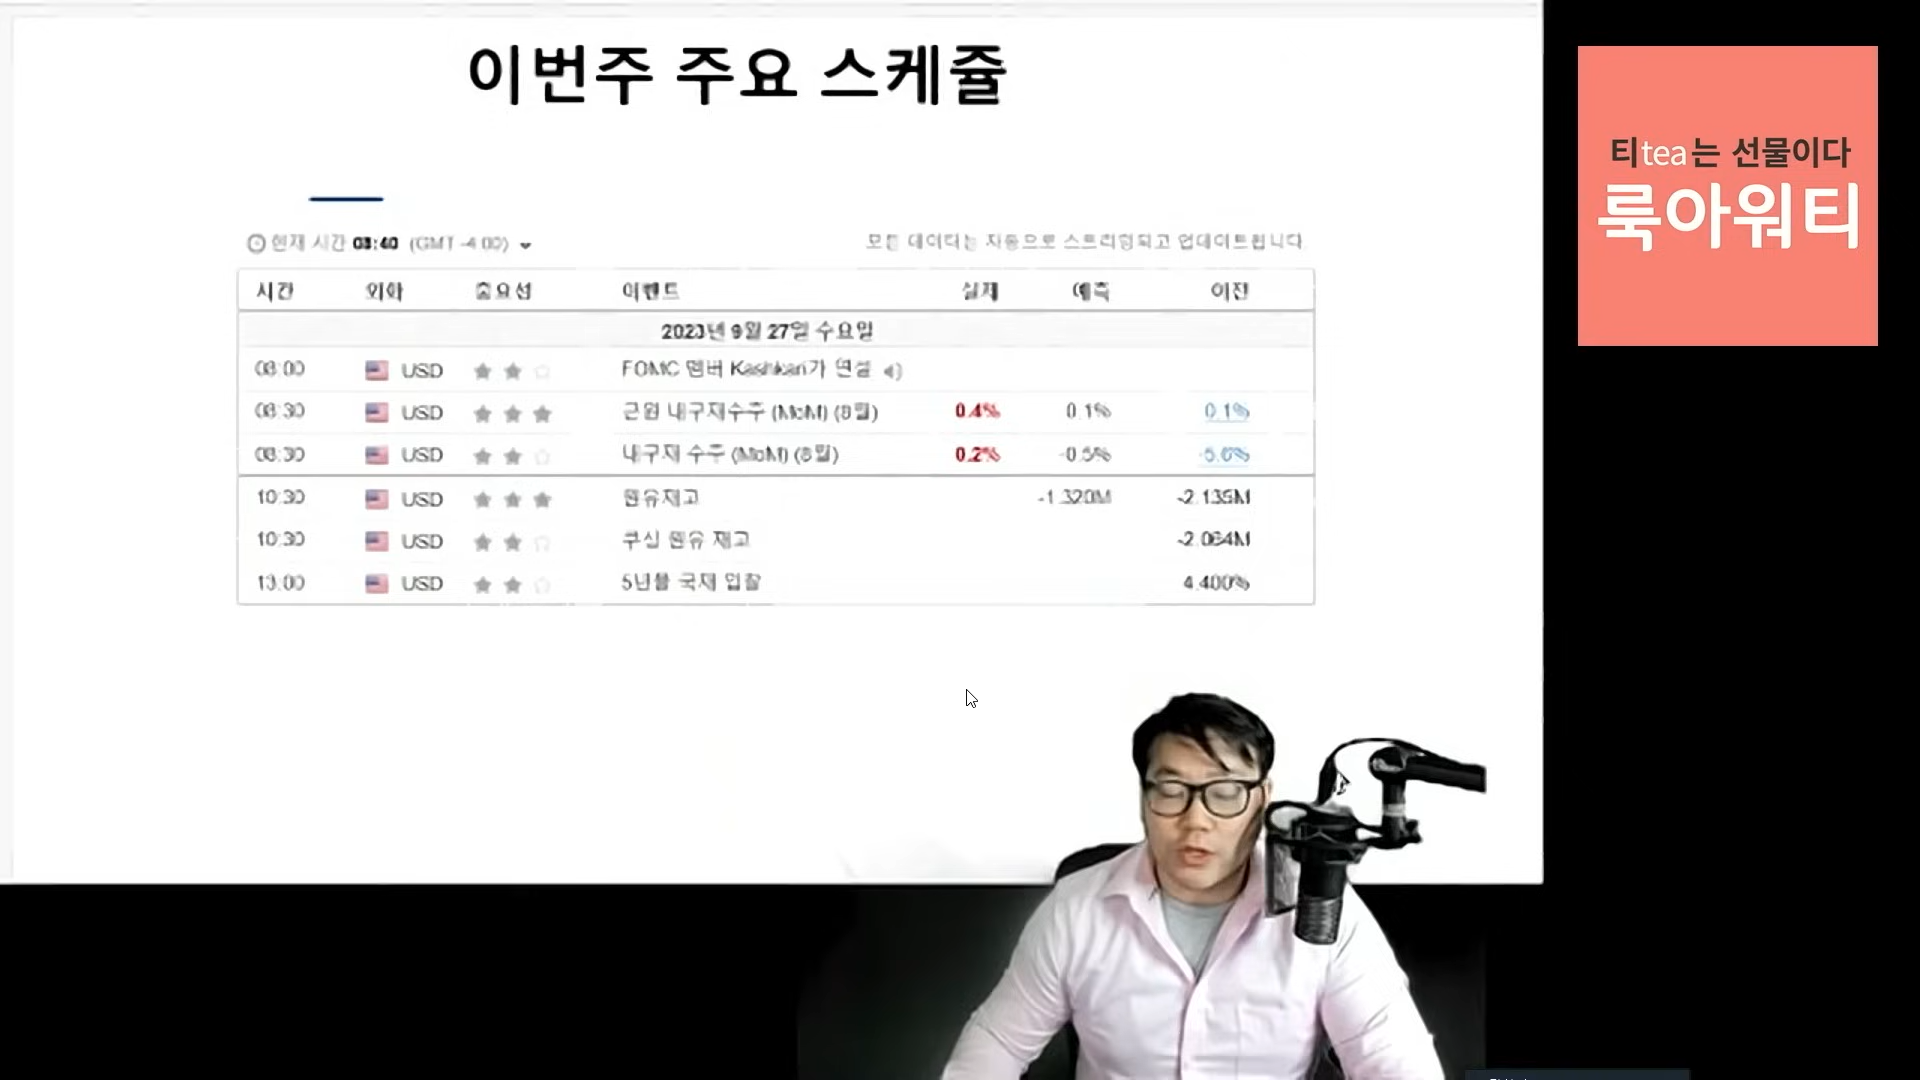 이번주 주요 스케쥴
티tea는 선물이다
룩아워티
현재 시간 08:40 (GMT -4:00)
모든 데이터는 자동으로 스트리밍되고 업데이트됩니다.
시간 외화 중요성 이벤트 실제 예측 이전
2023년 9월 27일 수요일
08:00 USD FOMC 멤버 Kashkari가 연설
08:30 USD 근원 내구재수주 (MoM) (8월) 0.4% 0.1% 0.1%
08:30 USD 내구재 수주 (MoM) (8월) 0.2% -0.5% -5.6%
10:30 USD 원유재고 -1.320M -2.135M
10:30 USD 쿠싱 원유 재고 -2.064M
13:00 USD 5년물 국채 입찰 4.400%